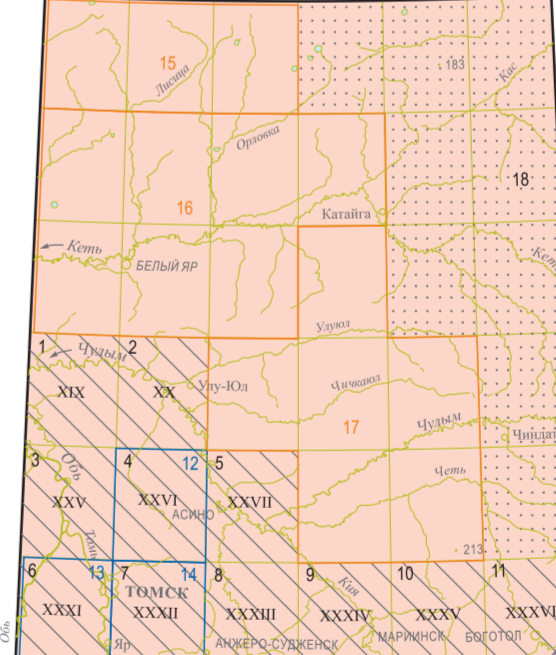 15
183
Лисица
Кас
Орловка
18
16
Катайга
Кеть
Кет
БЕЛЫЙ ЯР
Улуюл
1
2
Чулым
XIX
XX
Улу-Юл
Чичкаюл
17
Чулым
Чиндат
3
Обь
4
12
5
Четь
XXV
XXVI
XXVII
АСИНО
213
Томь
6
13
7
14
8
9
10
11
ТОМСК
Кия
XXXI
XXXII
XXXIII
XXXIV
XXXV
XXXVI
Обь
Яр
АНЖЕРО-СУДЖЕНСК
МАРИИНСК
БОГОТОЛ